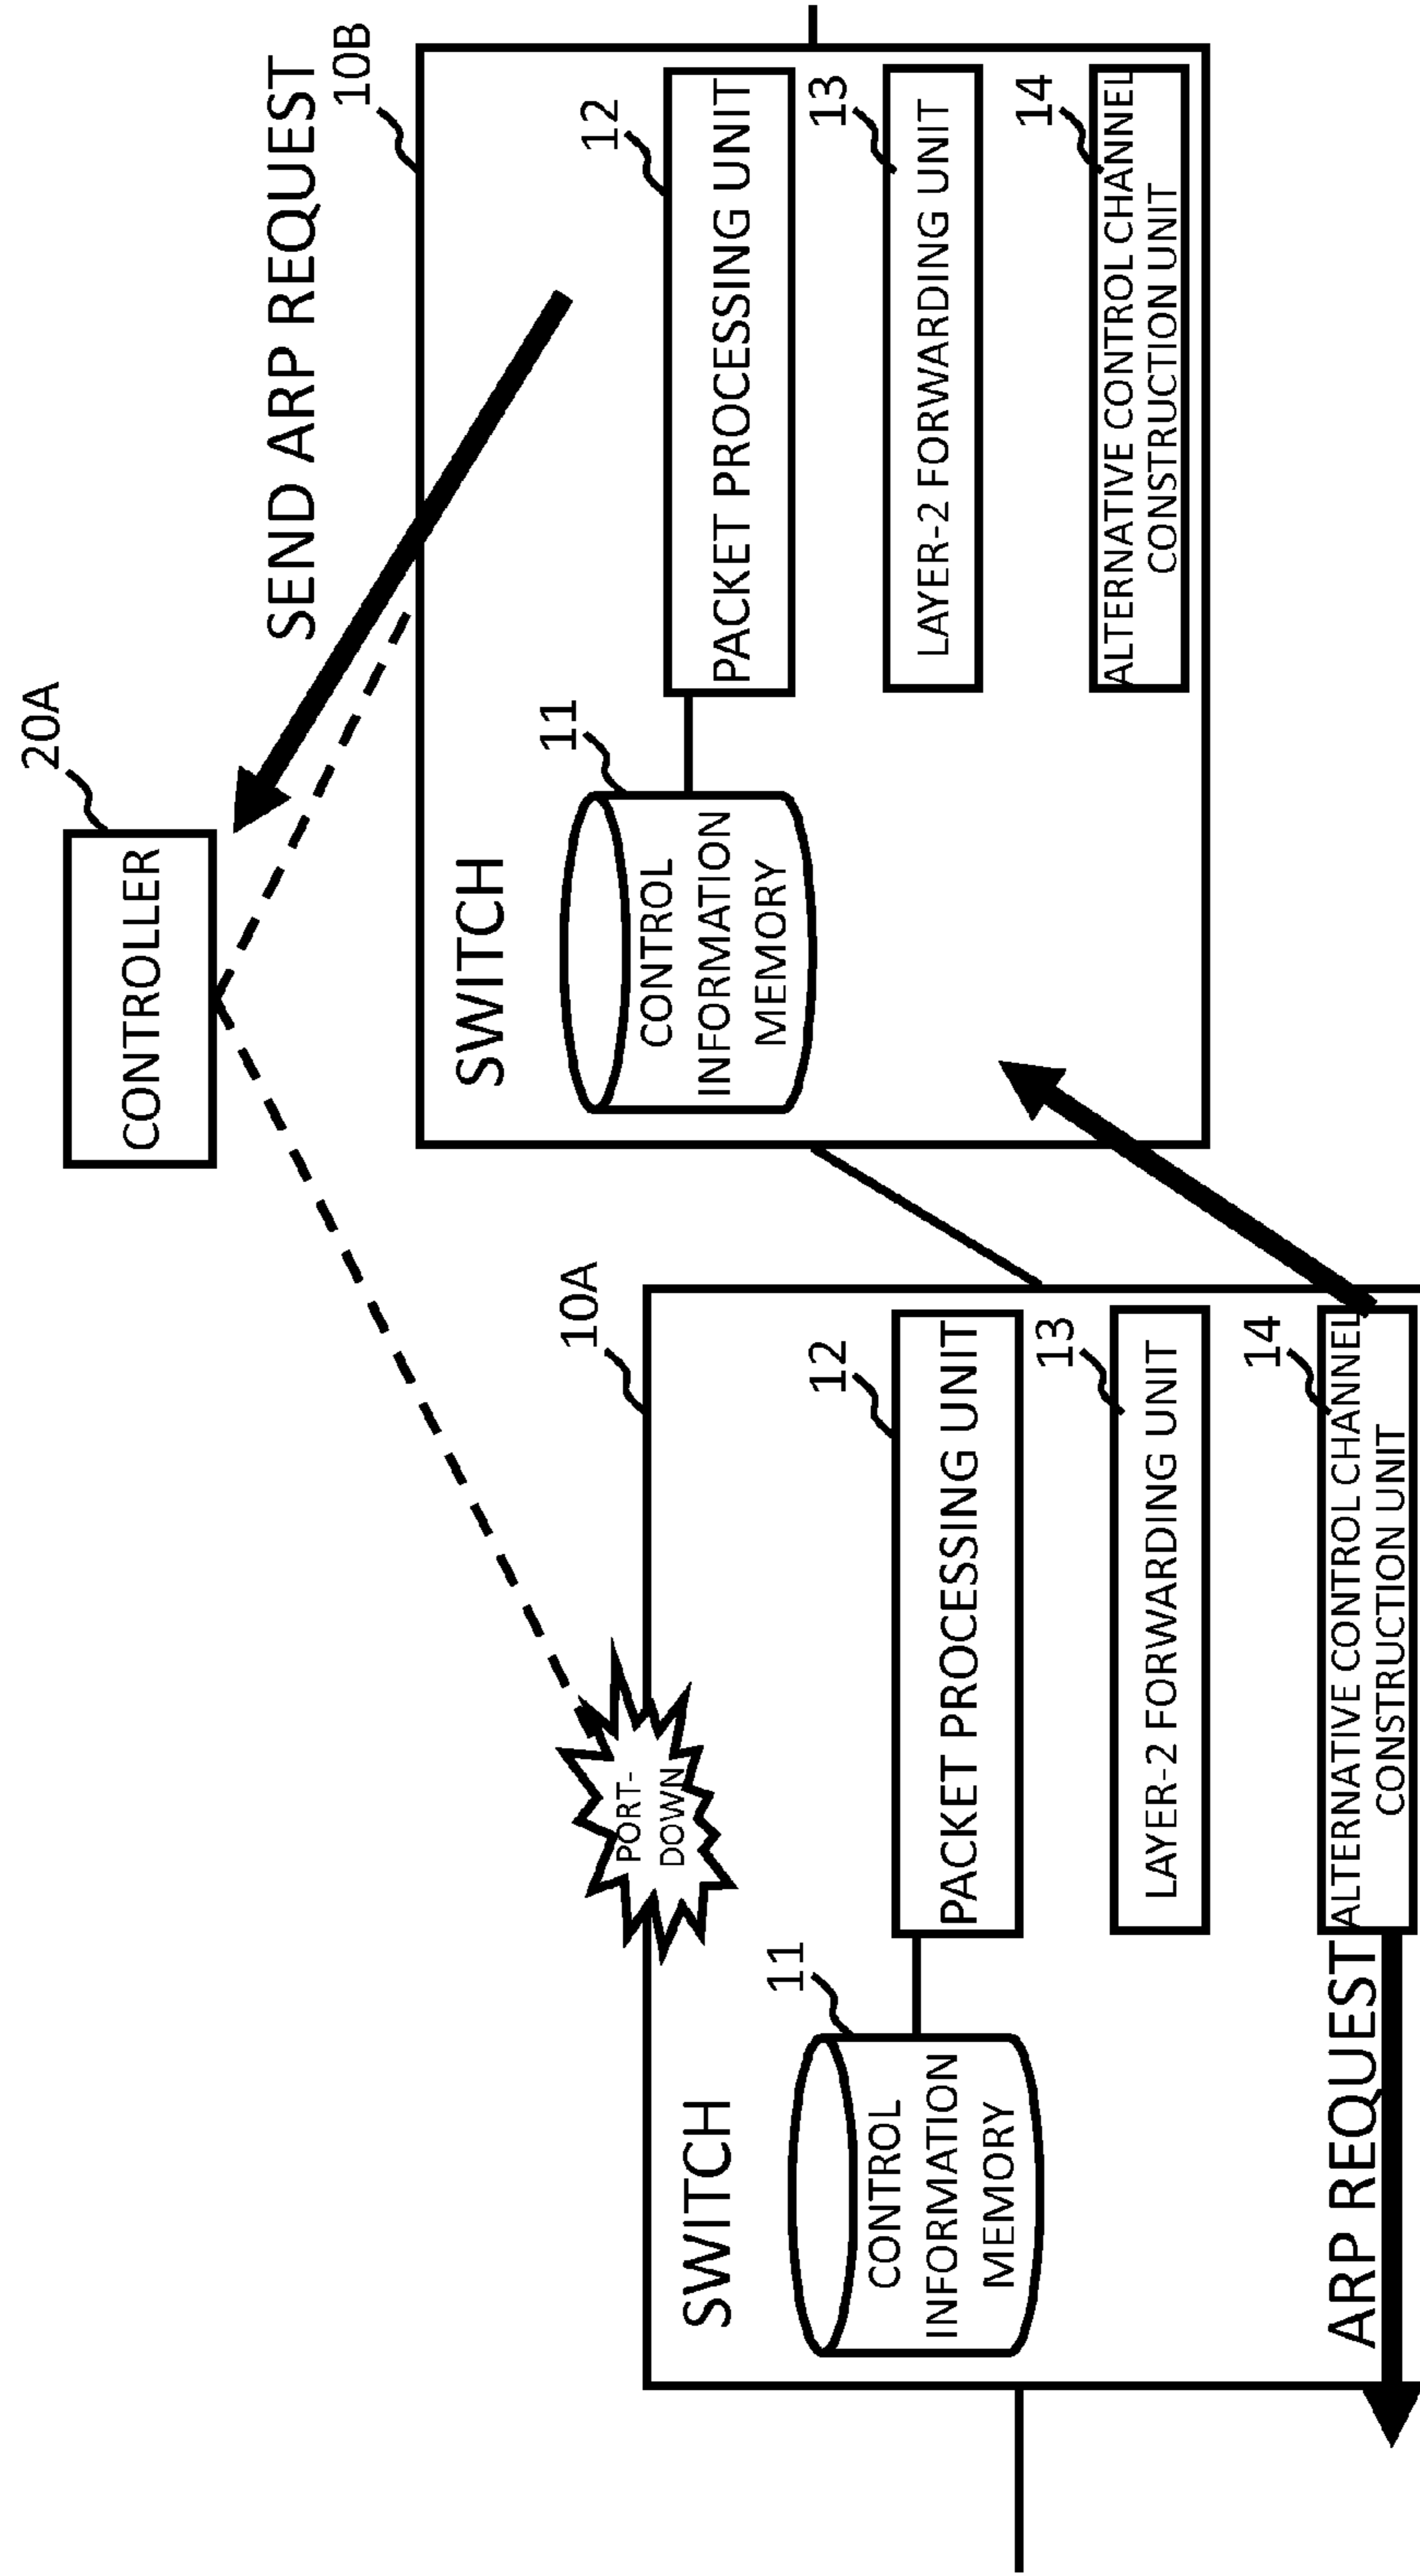 20A
CONTROLLER
SEND ARP REQUEST
10B
SWITCH
11
CONTROL
INFORMATION
MEMORY
12
PACKET PROCESSING UNIT
13
LAYER-2 FORWARDING UNIT
14
ALTERNATIVE CONTROL CHANNEL
CONSTRUCTION UNIT
10A
PORT-
DOWN
SWITCH
11
CONTROL
INFORMATION
MEMORY
12
PACKET PROCESSING UNIT
13
LAYER-2 FORWARDING UNIT
14
ALTERNATIVE CONTROL CHANNEL
CONSTRUCTION UNIT
ARP REQUEST